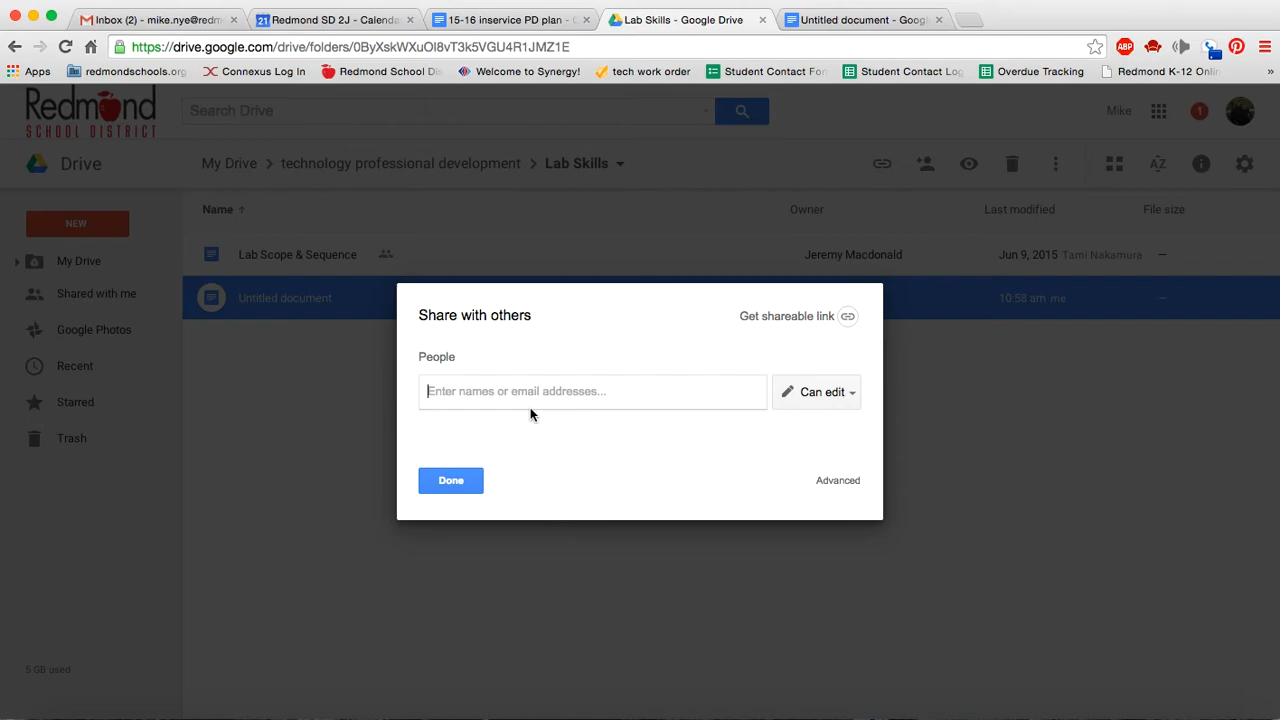 Inbox (2) - mike.nye@redm
21 Redmond SD 2J - Calenda
15-16 inservice PD plan -
Lab Skills - Google Drive
Untitled document - Googl
https://drive.google.com/drive/folders/0ByXskWXuOl8vT3k5VGU4R1JMZ1E
ABP
Apps
redmondschools.org
Connexus Log In
Redmond School Dis
Welcome to Synergy!
tech work order
Student Contact For
Student Contact Log
Overdue Tracking
Redmond K-12 Onlin
»
Redmond
SCHOOL DISTRICT
Search Drive
Mike
1
Drive
My Drive > technology professional development > Lab Skills
AZ
NEW
My Drive
Shared with me
Google Photos
Recent
Starred
Trash
5 GB used
Name
Owner
Last modified
File size
Lab Scope & Sequence
Jeremy Macdonald
Jun 9, 2015 Tami Nakamura
—
Untitled document
10:58 am me
—
Share with others
Get shareable link
People
Enter names or email addresses...
Can edit
Done
Advanced